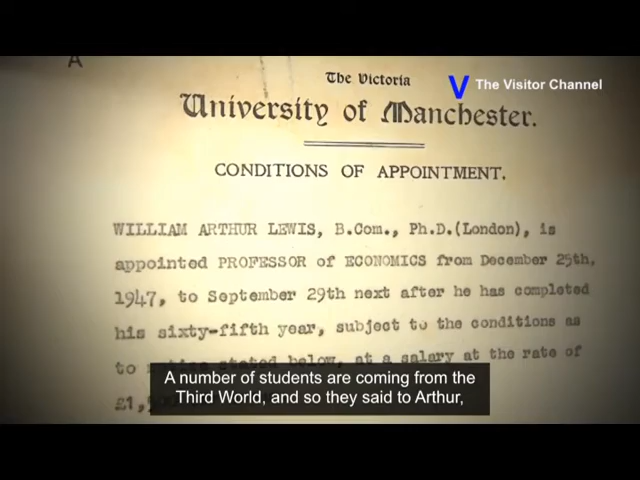 A
The Victoria
University of Manchester.
V The Visitor Channel
CONDITIONS OF APPOINTMENT.
WILLIAM ARTHUR LEWIS, B.Com., Ph.D.(London), is
appointed PROFESSOR of ECONOMICS from December 25th,
1947, to September 29th next after he has completed
his sixty-fifth year, subject to the conditions as
to notice stated below, at a salary at the rate of
£1,
A number of students are coming from the
Third World, and so they said to Arthur,